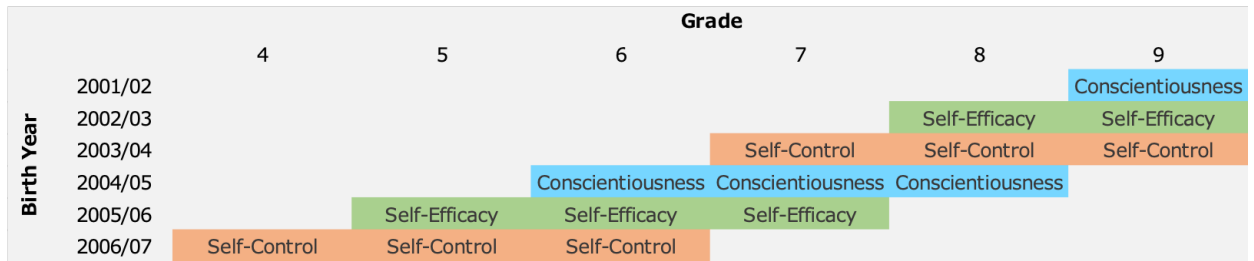 Grade
4 5 6 7 8 9
Birth Year
2001/02 Conscientiousness
2002/03 Self-Efficacy Self-Efficacy
2003/04 Self-Control Self-Control Self-Control
2004/05 Conscientiousness Conscientiousness Conscientiousness
2005/06 Self-Efficacy Self-Efficacy Self-Efficacy
2006/07 Self-Control Self-Control Self-Control